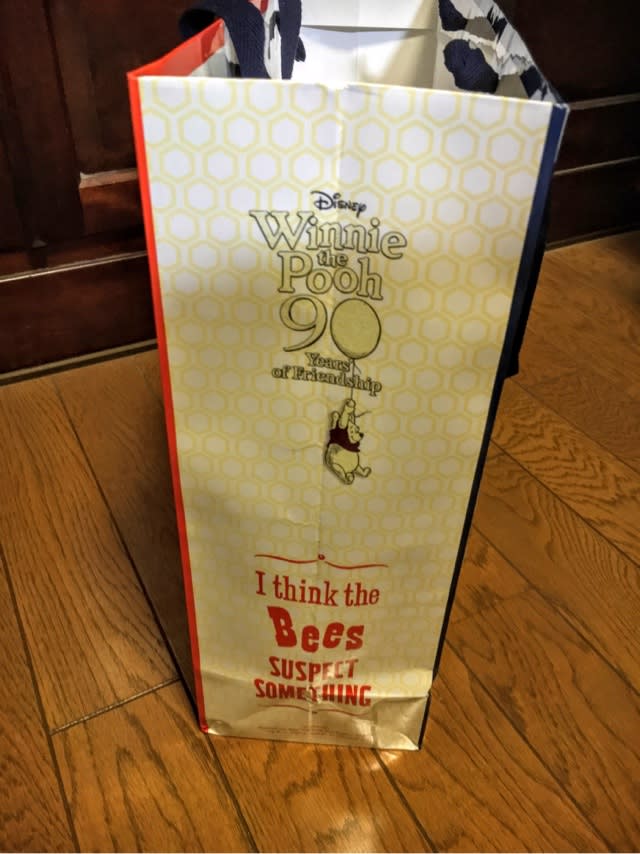 Disney
Winnie
the
Pooh
90
Years
of Friendship
I think the
Bees
SUSPECT
SOMETHING